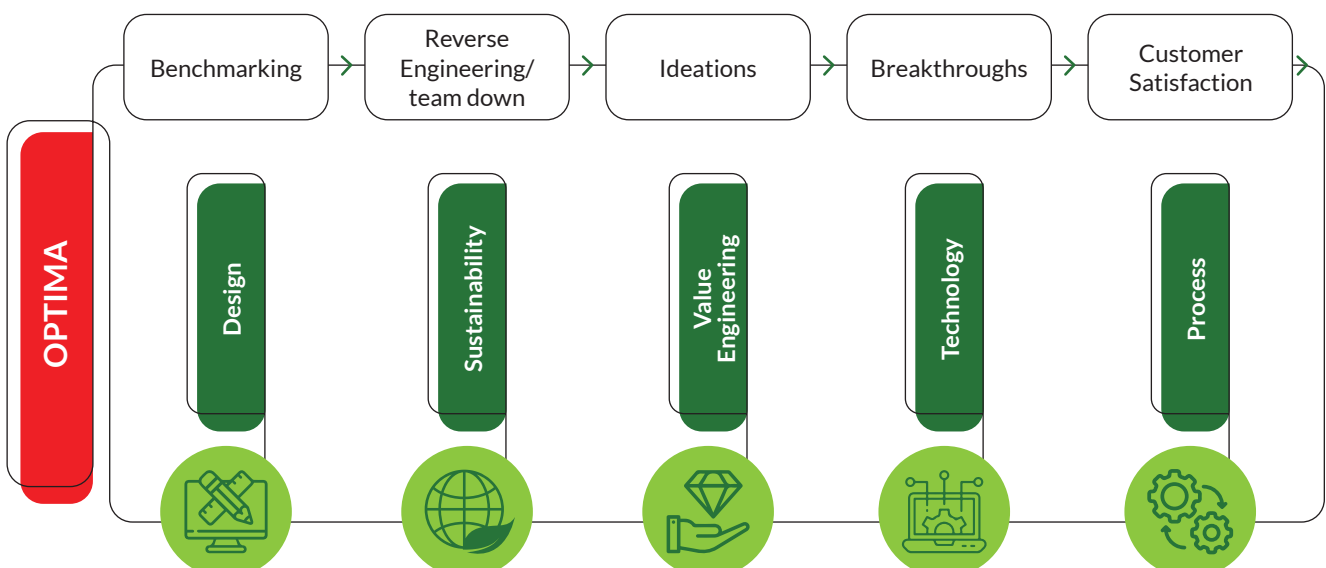 Benchmarking
Reverse
Engineering/
team down
Ideations
Breakthroughs
Customer
Satisfaction
OPTIMA
Design
Sustainability
Value
Engineering
Technology
Process